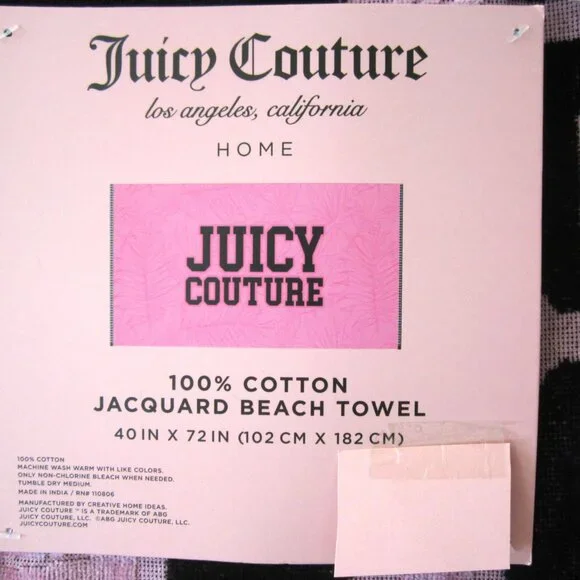 Juicy Couture
los angeles, california
HOME
JUICY
COUTURE
100% COTTON
JACQUARD BEACH TOWEL
40 IN X 72 IN (102 CM X 182 CM)
100% COTTON
MACHINE WASH WARM WITH LIKE COLORS.
ONLY NON-CHLORINE BLEACH WHEN NEEDED.
TUMBLE DRY MEDIUM.
MADE IN INDIA / RN# 110806
MANUFACTURED BY CREATIVE HOME IDEAS.
JUICY COUTURE ™ IS A TRADEMARK OF ABG
JUICY COUTURE, LLC. ©ABG JUICY COUTURE, LLC.
JUICYCOUTURE.COM